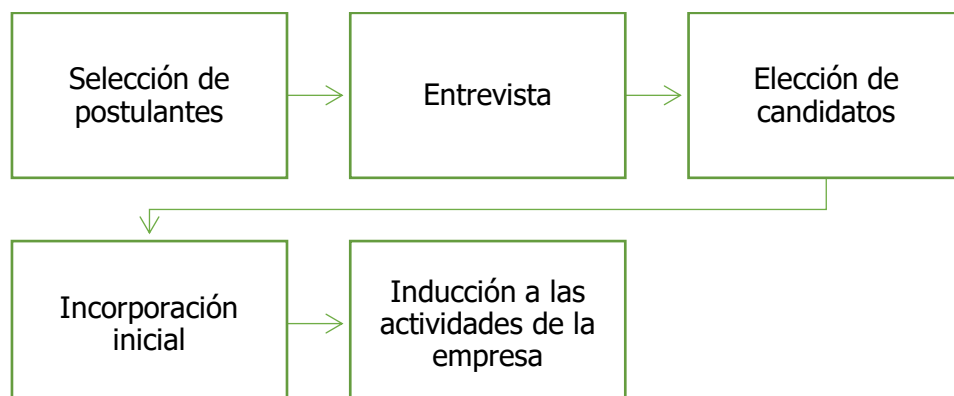 Selección de
postulantes
Entrevista
Elección de
candidatos
Incorporación
inicial
Inducción a las
actividades de la
empresa